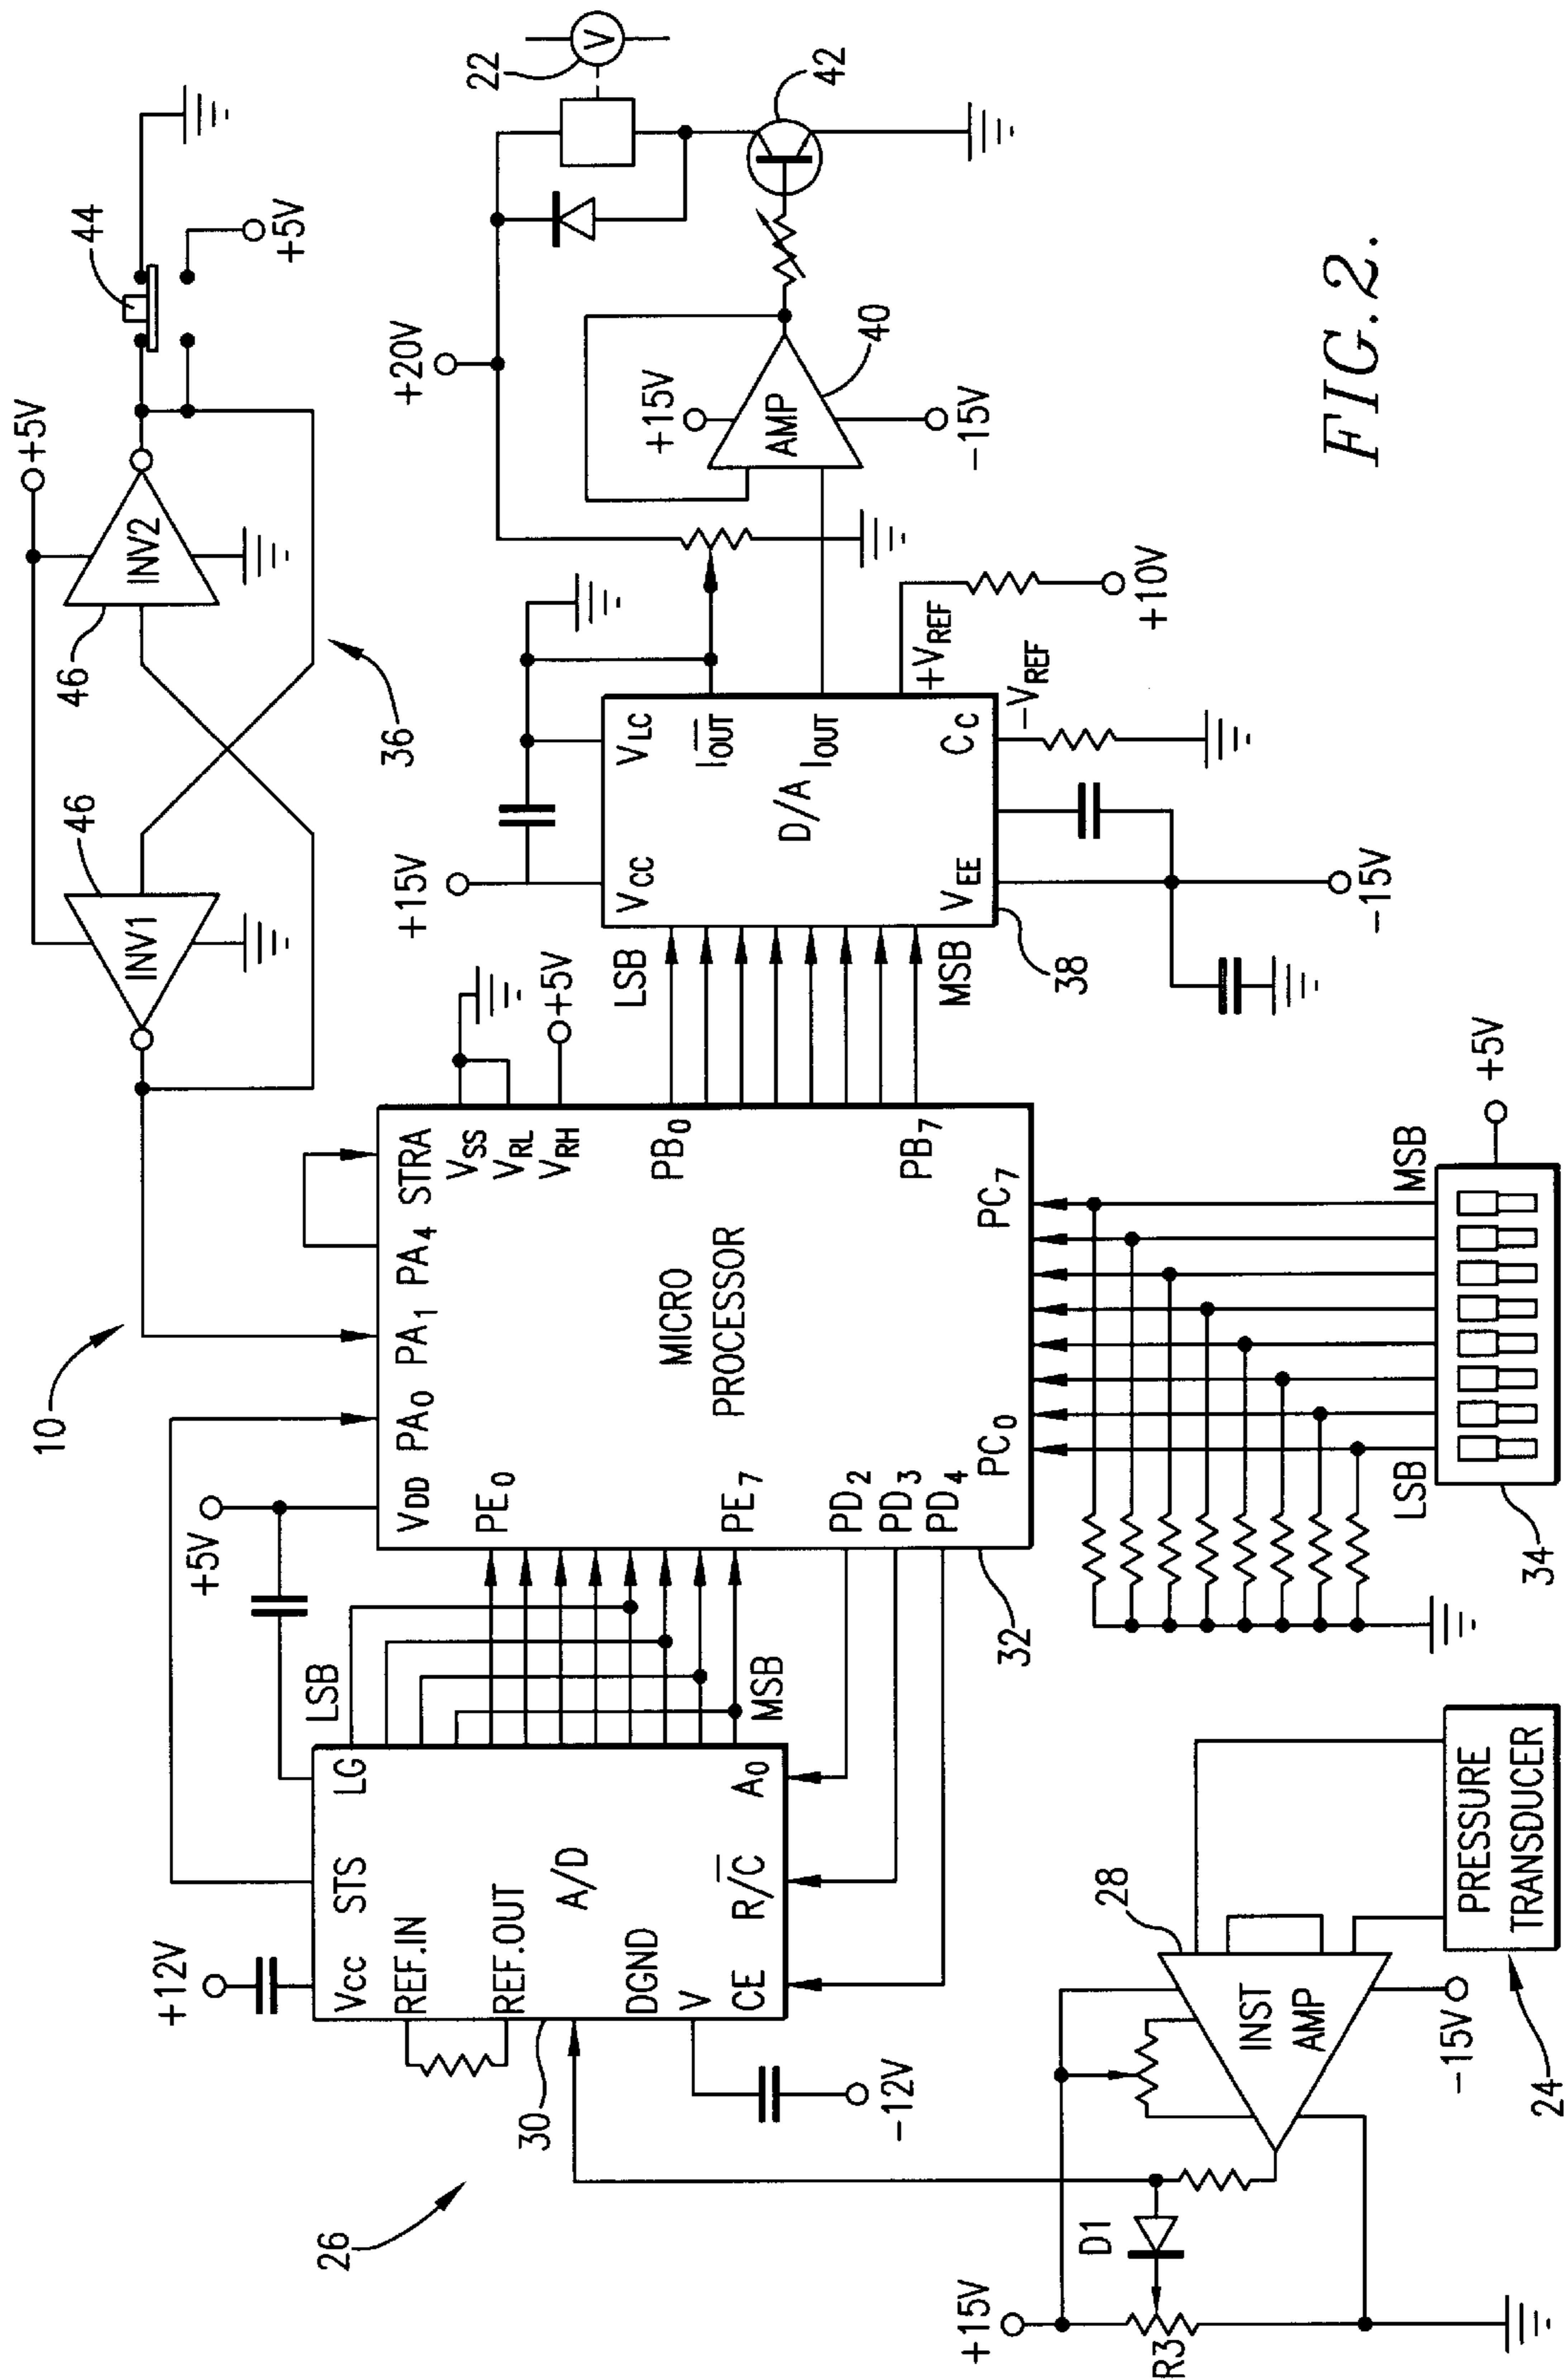 10
36
46
INV1
46
INV2
+5V
44
+5V
22
V
+20V
42
+15V
AMP
40
-15V
+15V
VCC
VLC
IOUT
D/A
IOUT
+VREF
-VREF
CC
VEE
38
+10V
-15V
LSB
MSB
+5V
VDD
PA0
PA1
PA4
STRA
VSS
VRL
VRH
+5V
PE0
PB0
MICRO
PROCESSOR
PE7
PB7
PD2
PD3
PD4
PC0
PC7
32
LSB
MSB
+5V
34
+12V
VCC
STS
LG
LSB
REF.IN
REF.OUT
A/D
DGND
V
CE
R/C
A0
MSB
30
-12V
26
28
INST
AMP
-15V
+15V
D1
R3
PRESSURE
TRANSDUCER
24
FIG.2.